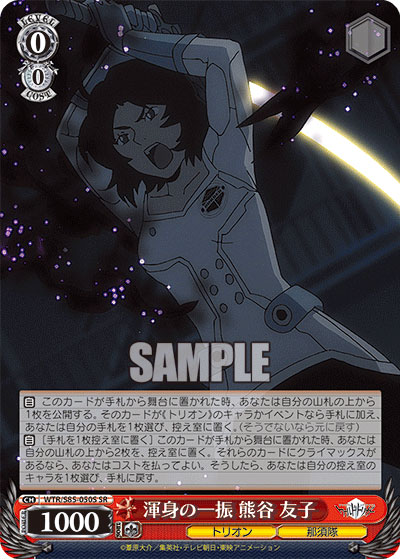 LEVEL
0
0
COST
SAMPLE
自 このカードが手札から舞台に置かれた時、あなたは自分の山札の上から
1枚を公開する。そのカードが《トリオン》のキャラかイベントなら手札に加え、
あなたは自分の手札を1枚選び、控え室に置く。(そうでないなら元に戻す)
自 [手札を1枚控え室に置く] このカードが手札から舞台に置かれた時、あな
たは自分の山札の上から2枚を、控え室に置く。それらのカードにクライマックスが
あるなら、あなたはコストを払ってよい。そうしたら、あなたは自分の控え室の
キャラを1枚選び、手札に戻す。
CH WTR/S85-050S SR
POWER
1000
渾身の一振 熊谷 友子
トリオン
那須隊
©葦原大介/集英社・テレビ朝日・東映アニメーション